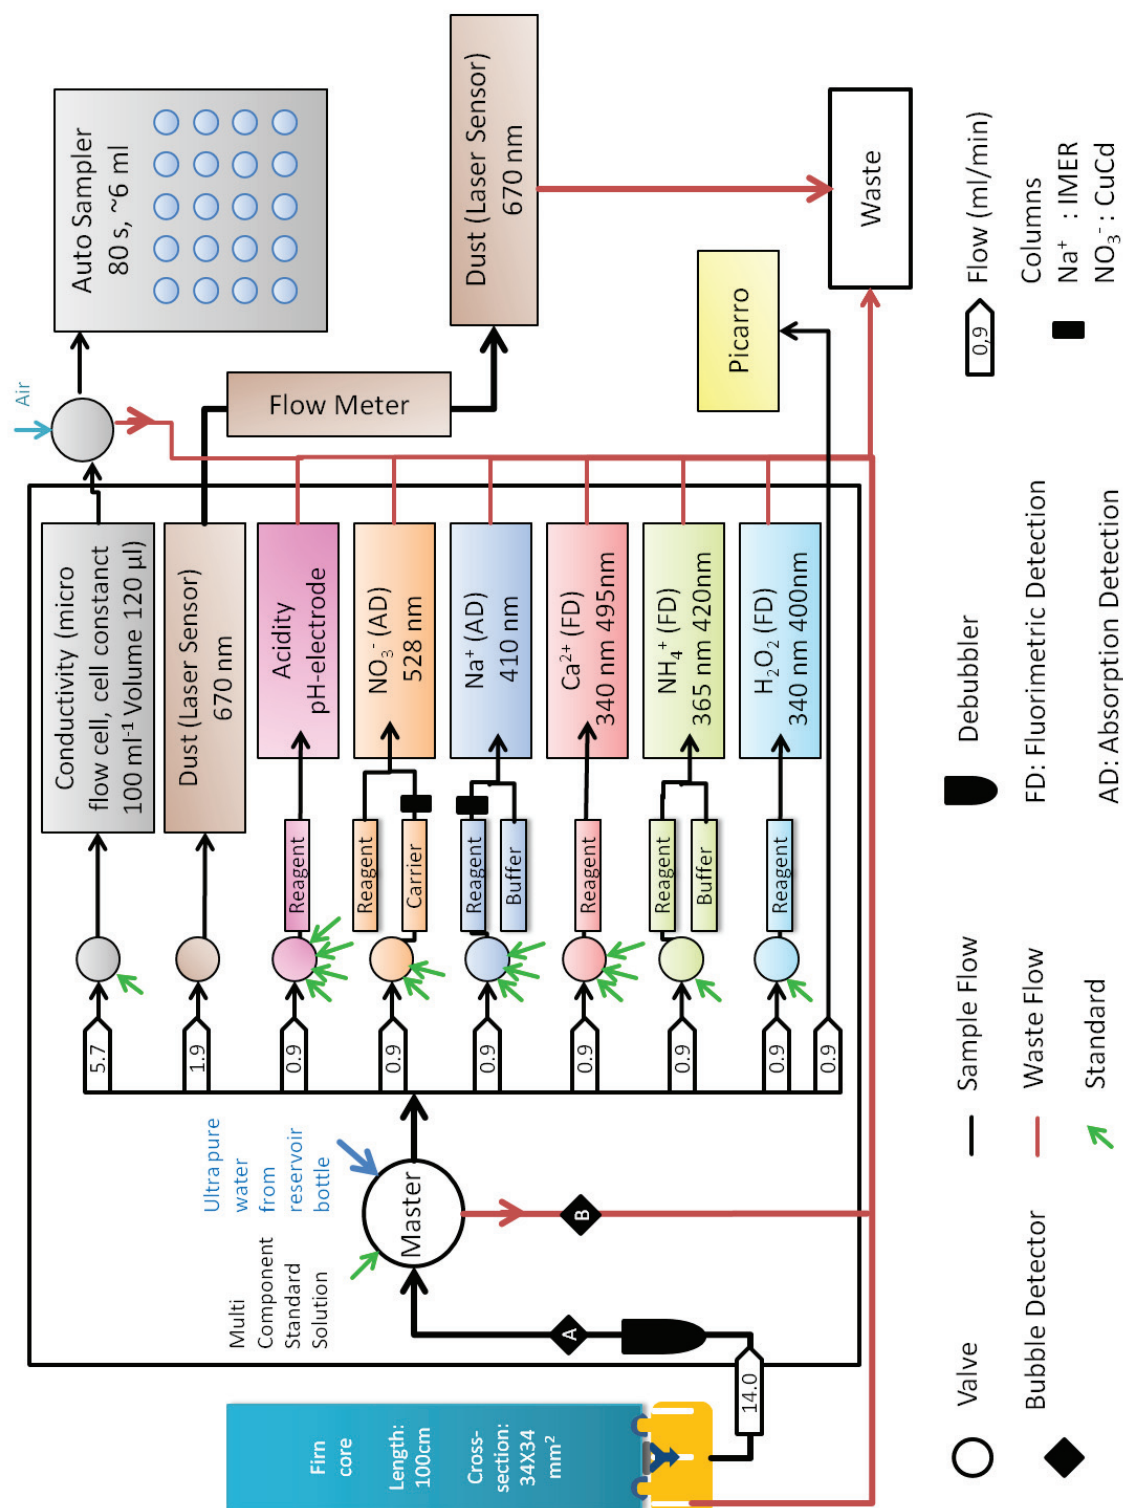 Firn
core
Length:
100cm
Cross-
section:
34X34
mm²
14.0
A
B
Multi
Component
Standard
Solution
Ultra pure
water
from
reservoir
bottle
Master
5.7
1.9
0.9
0.9
0.9
0.9
0.9
0.9
0.9
Conductivity (micro
flow cell, cell constanct
100 ml⁻¹ Volume 120 µl)
Dust (Laser Sensor)
670 nm
Reagent
Acidity
pH-electrode
Reagent
Carrier
NO₃⁻ (AD)
528 nm
Reagent
Buffer
Na⁺ (AD)
410 nm
Reagent
Ca²⁺ (FD)
340 nm 495nm
Reagent
Buffer
NH₄⁺ (FD)
365 nm 420nm
Reagent
H₂O₂ (FD)
340 nm 400nm
Air
Auto Sampler
80 s, ~6 ml
Flow Meter
Dust (Laser Sensor)
670 nm
Picarro
Waste
Valve
Sample Flow
Debubbler
0,9
Flow (ml/min)
Bubble Detector
Waste Flow
FD: Fluorimetric Detection
Columns
Na⁺ : IMER
NO₃⁻ : CuCd
Standard
AD: Absorption Detection